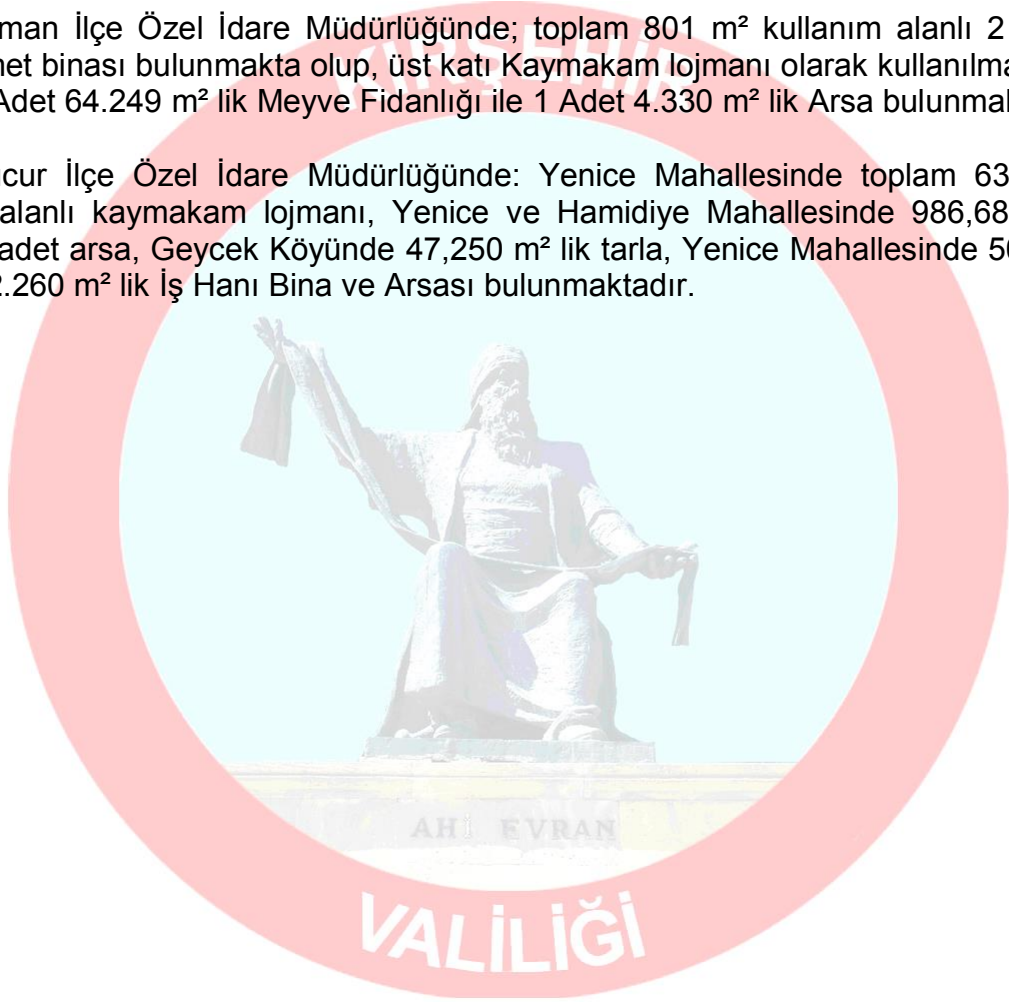 man İlçe Özel İdare Müdürlüğünde; toplam 801 m² kullanım alanlı 2
met binası bulunmakta olup, üst katı Kaymakam lojmanı olarak kullanılma
Adet 64.249 m² lik Meyve Fidanlığı ile 1 Adet 4.330 m² lik Arsa bulunmak
KIRŞEHİR
cur İlçe Özel İdare Müdürlüğünde: Yenice Mahallesinde toplam 63
alanlı kaymakam lojmanı, Yenice ve Hamidiye Mahallesinde 986,68
adet arsa, Geycek Köyünde 47,250 m² lik tarla, Yenice Mahallesinde 50
2.260 m² lik İş Hanı Bina ve Arsası bulunmaktadır.
AHİ EVRAN
VALİLİĞİ